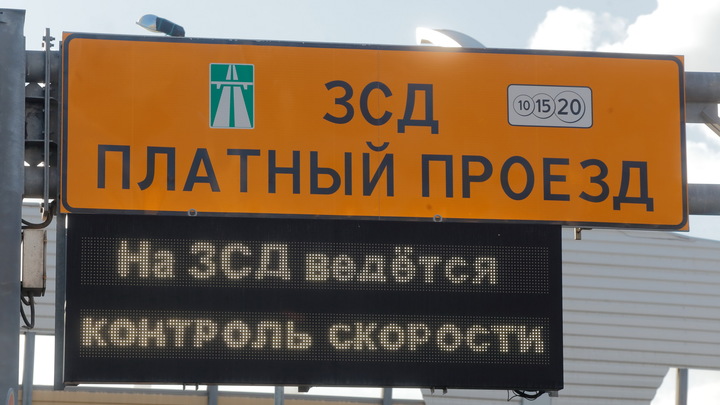 ЗСД
10 15 20
ПЛАТНЫЙ ПРОЕЗД
На ЗСД ведётся
контроль скорости